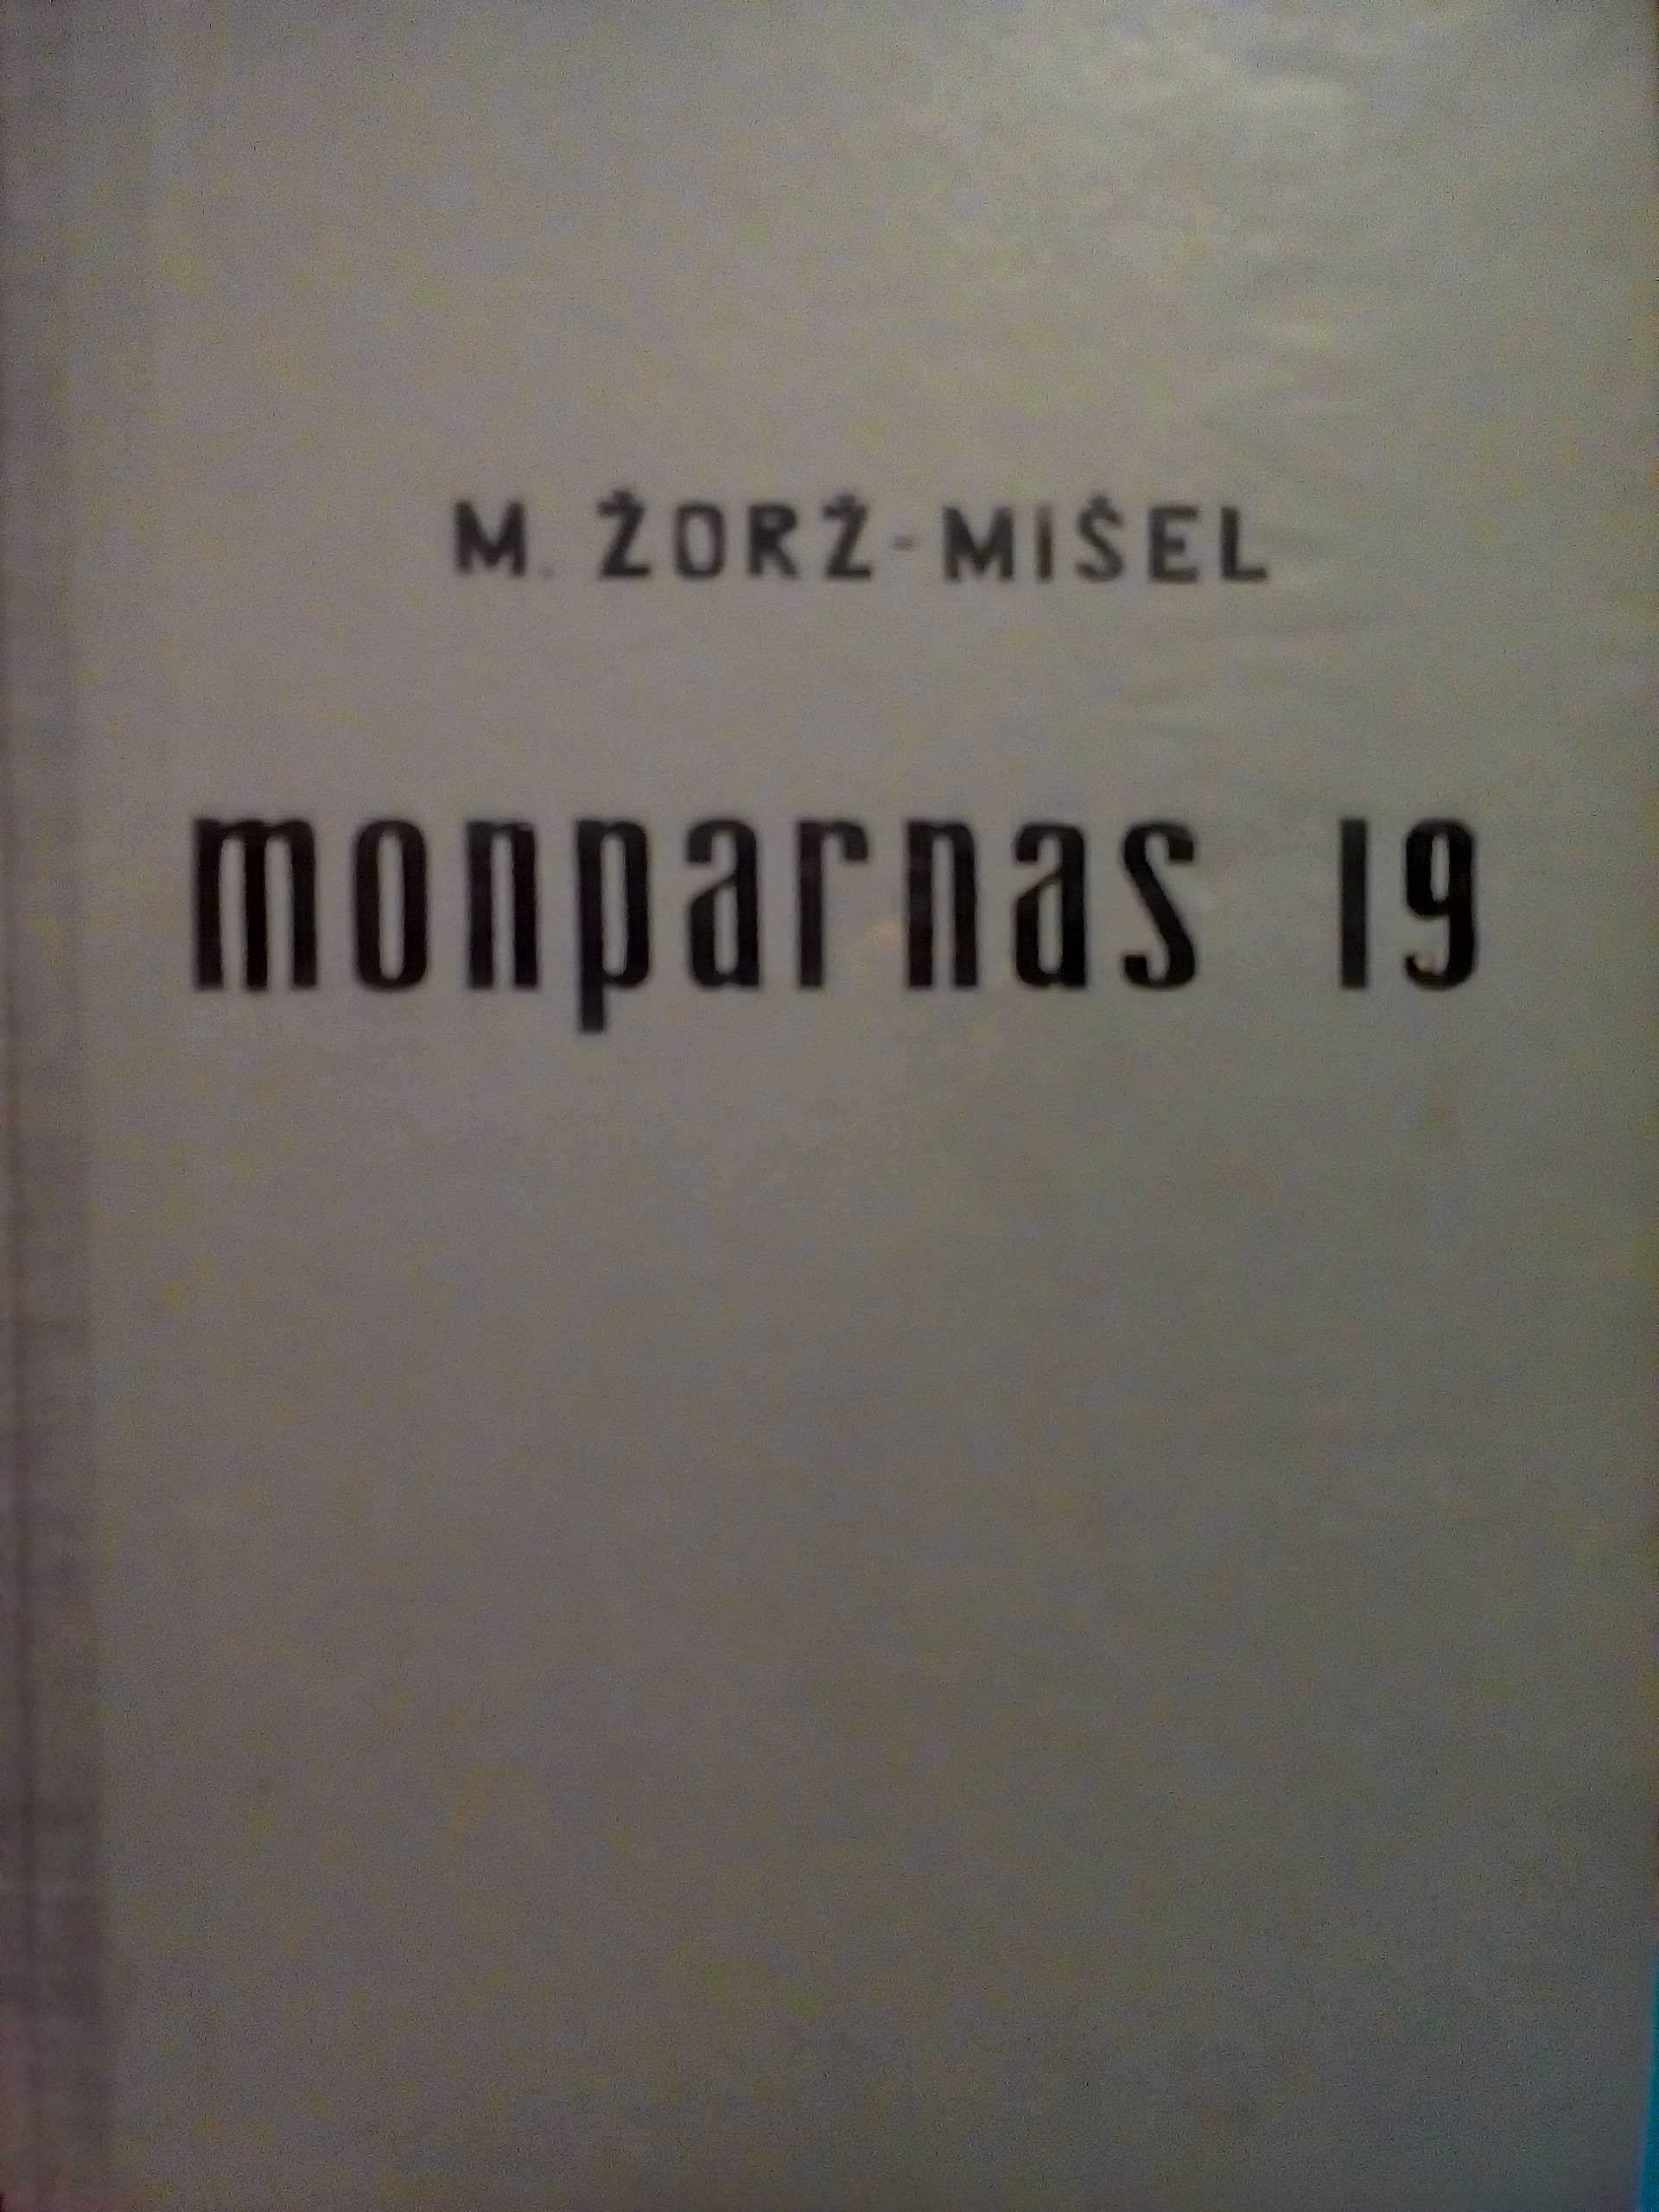 M. ŽORŽ-MIŠEL
monparnas 19